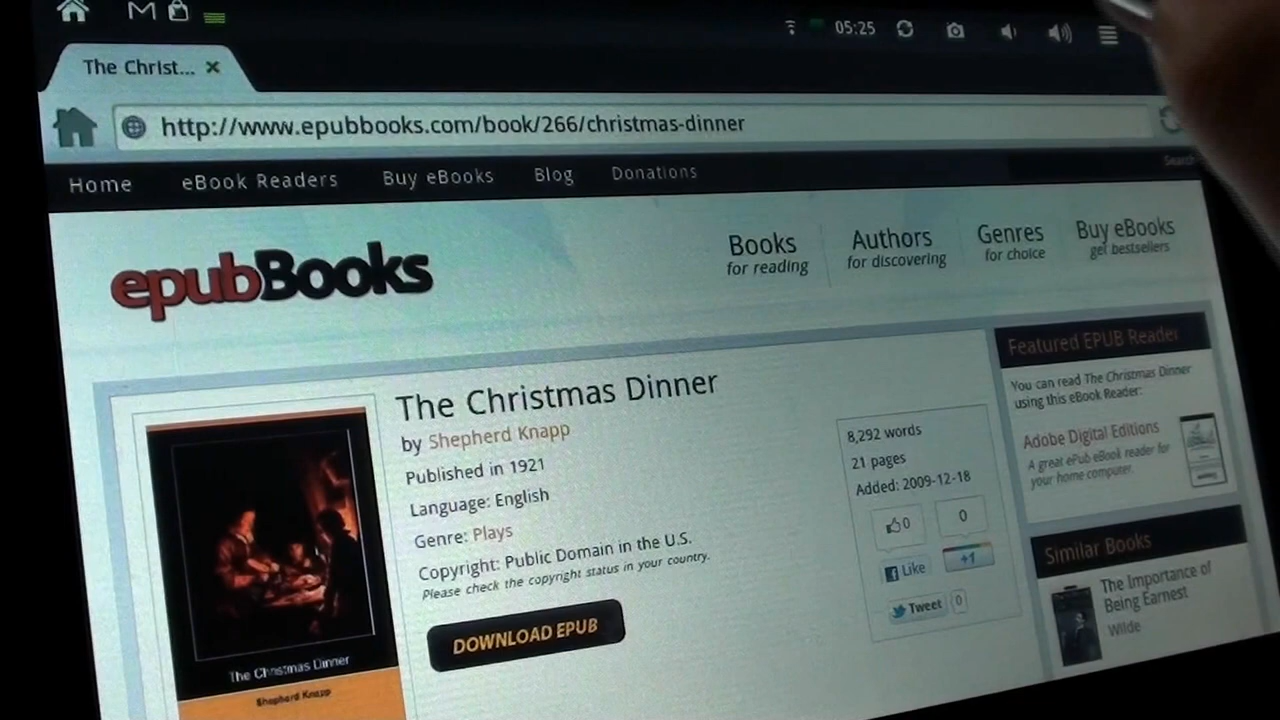 05:25
The Christ...
http://www.epubbooks.com/book/266/christmas-dinner
Search
Home eBook Readers Buy eBooks Blog Donations
epubBooks
Books
for reading
Authors
for discovering
Genres
for choice
Buy eBooks
get bestsellers
The Christmas Dinner
by Shepherd Knapp
Published in 1921
Language: English
Genre: Plays
Copyright: Public Domain in the U.S.
Please check the copyright status in your country.
DOWNLOAD EPUB
The Christmas Dinner
Shepherd Knapp
8,292 words
21 pages
Added: 2009-12-18
0
0
Like
+1
Tweet
0
Featured EPUB Reader
You can read The Christmas Dinner
using this eBook Reader:
Adobe Digital Editions
A great ePub eBook reader for
your home computer.
Similar Books
The Importance of
Being Earnest
Wilde